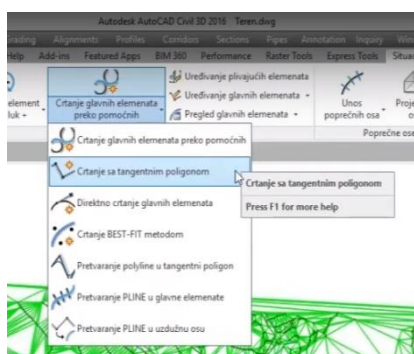 Autodesk AutoCAD Civil 3D 2016 Teren.dwg
Grading Alignments Profiles Corridors Sections Pipes Annotation Inquiry
Help Add-ins Featured Apps BIM 360 Performance Raster Tools Express Tools
element
luk
Crtanje glavnih elemenata
preko pomoćnih
Uređivanje plivajućih elemenata
Uređivanje glavnih elemenata
Pregled glavnih elemenata
Unos
poprečnih osa
Poprečne
Crtanje glavnih elemenata preko pomoćnih
Crtanje sa tangentnim poligonom
Crtanje sa tangentnim poligonom
Press F1 for more help
Direktno crtanje glavnih elemenata
Crtanje BEST-FIT metodom
Pretvaranje polyline u tangentni poligon
Pretvaranje PLINE u glavne elemenate
Pretvaranje PLINE u uzdužnu osu